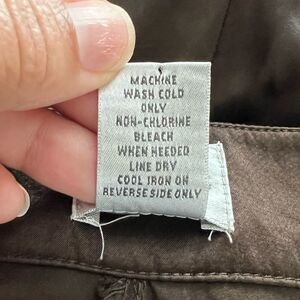 MACHINE
WASH COLD
ONLY
NON-CHLORINE
BLEACH
WHEN NEEDED
LINE DRY
COOL IRON ON
REVERSE SIDE ONLY